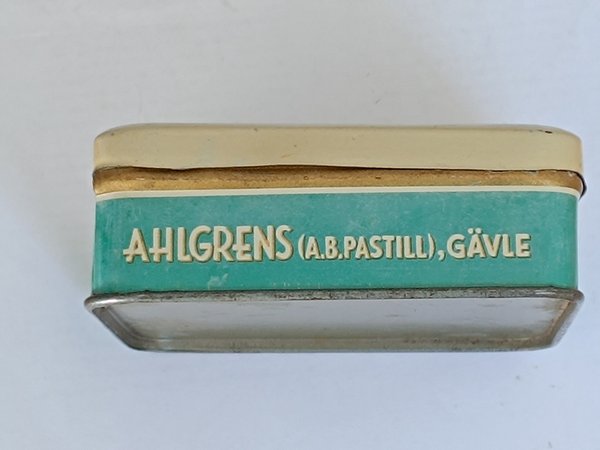 AHLGRENS (A.B.PASTILL), GÄVLE